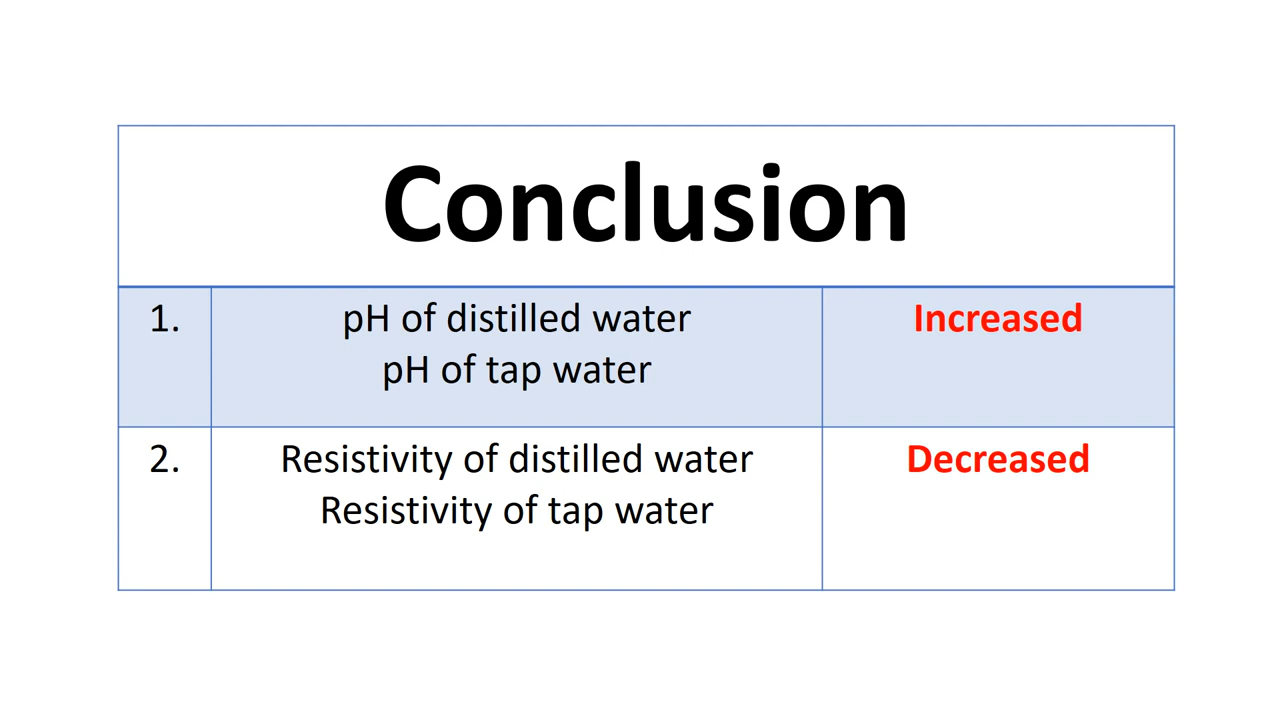 Conclusion
1. pH of distilled water Increased
pH of tap water
2. Resistivity of distilled water Decreased
Resistivity of tap water